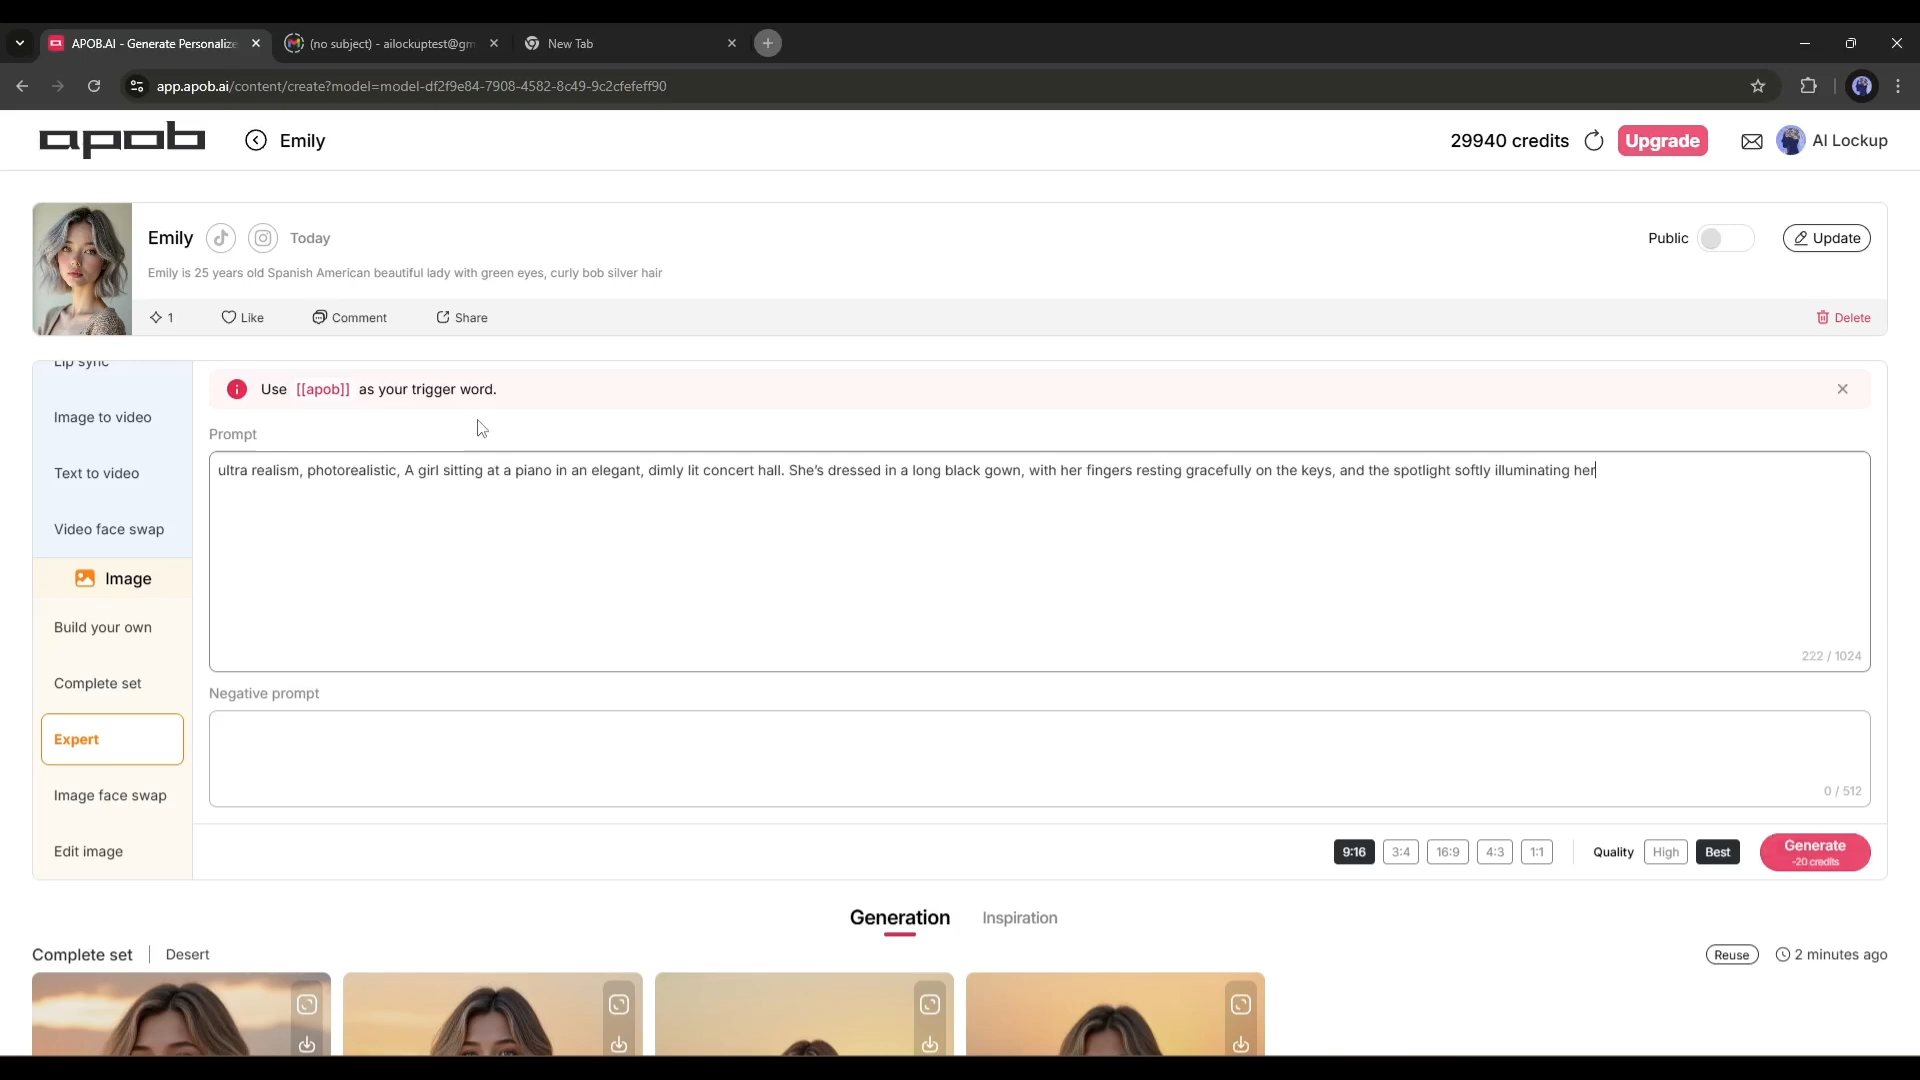 APOB.AI - Generate Personalize
(no subject) - ailockuptest@gm
New Tab
app.apob.ai/content/create?model=model-df2f9e84-7908-4582-8c49-9c2cfefeff90
apob
Emily
29940 credits
Upgrade
AI Lockup
Emily
Today
Public
Update
Emily is 25 years old Spanish American beautiful lady with green eyes, curly bob silver hair
1
Like
Comment
Share
Delete
Lip sync
Image to video
Text to video
Video face swap
Image
Build your own
Complete set
Expert
Image face swap
Edit image
Use [[apob]] as your trigger word.
Prompt
ultra realism, photorealistic, A girl sitting at a piano in an elegant, dimly lit concert hall. She's dressed in a long black gown, with her fingers resting gracefully on the keys, and the spotlight softly illuminating her
222 / 1024
Negative prompt
0 / 512
9:16
3:4
16:9
4:3
1:1
Quality
High
Best
Generate
-20 credits
Generation
Inspiration
Complete set
Desert
Reuse
2 minutes ago